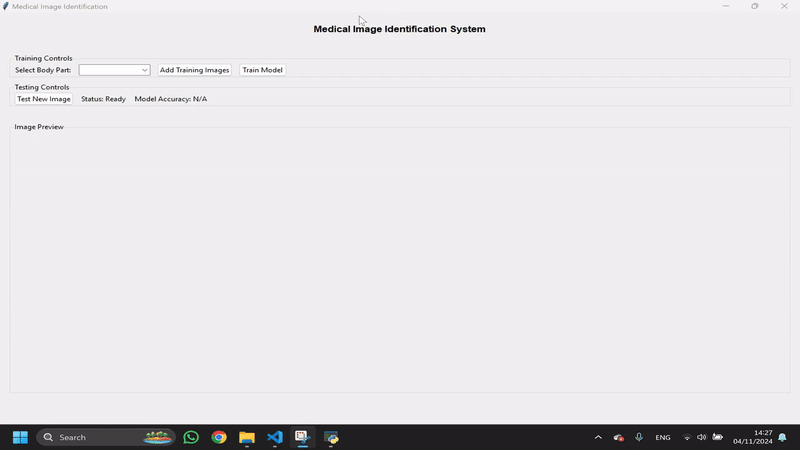 Medical Image Identification
Medical Image Identification System
Training Controls
Select Body Part: Add Training Images Train Model
Testing Controls
Test New Image Status: Ready Model Accuracy: N/A
Image Preview
Search
ENG
14:27
04/11/2024